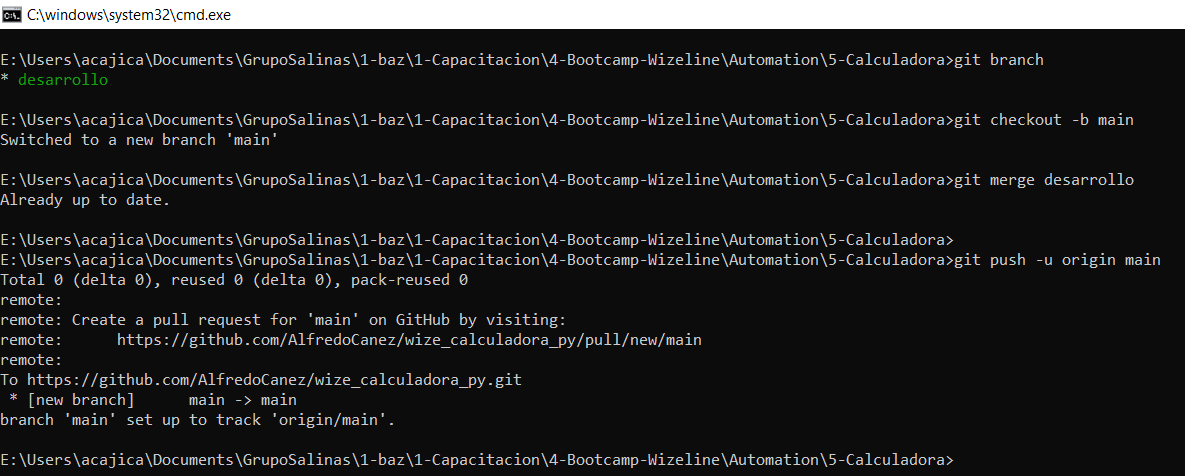 C:\windows\system32\cmd.exe
E:\Users\acajica\Documents\GrupoSalinas\1-baz\1-Capacitacion\4-Bootcamp-Wizeline\Automation\5-Calculadora>git branch
* desarrollo
E:\Users\acajica\Documents\GrupoSalinas\1-baz\1-Capacitacion\4-Bootcamp-Wizeline\Automation\5-Calculadora>git checkout -b main
Switched to a new branch 'main'
E:\Users\acajica\Documents\GrupoSalinas\1-baz\1-Capacitacion\4-Bootcamp-Wizeline\Automation\5-Calculadora>git merge desarrollo
Already up to date.
E:\Users\acajica\Documents\GrupoSalinas\1-baz\1-Capacitacion\4-Bootcamp-Wizeline\Automation\5-Calculadora>
E:\Users\acajica\Documents\GrupoSalinas\1-baz\1-Capacitacion\4-Bootcamp-Wizeline\Automation\5-Calculadora>git push -u origin main
Total 0 (delta 0), reused 0 (delta 0), pack-reused 0
remote:
remote: Create a pull request for 'main' on GitHub by visiting:
remote:      https://github.com/AlfredoCanez/wize_calculadora_py/pull/new/main
remote:
To https://github.com/AlfredoCanez/wize_calculadora_py.git
 * [new branch]      main -> main
branch 'main' set up to track 'origin/main'.
E:\Users\acajica\Documents\GrupoSalinas\1-baz\1-Capacitacion\4-Bootcamp-Wizeline\Automation\5-Calculadora>